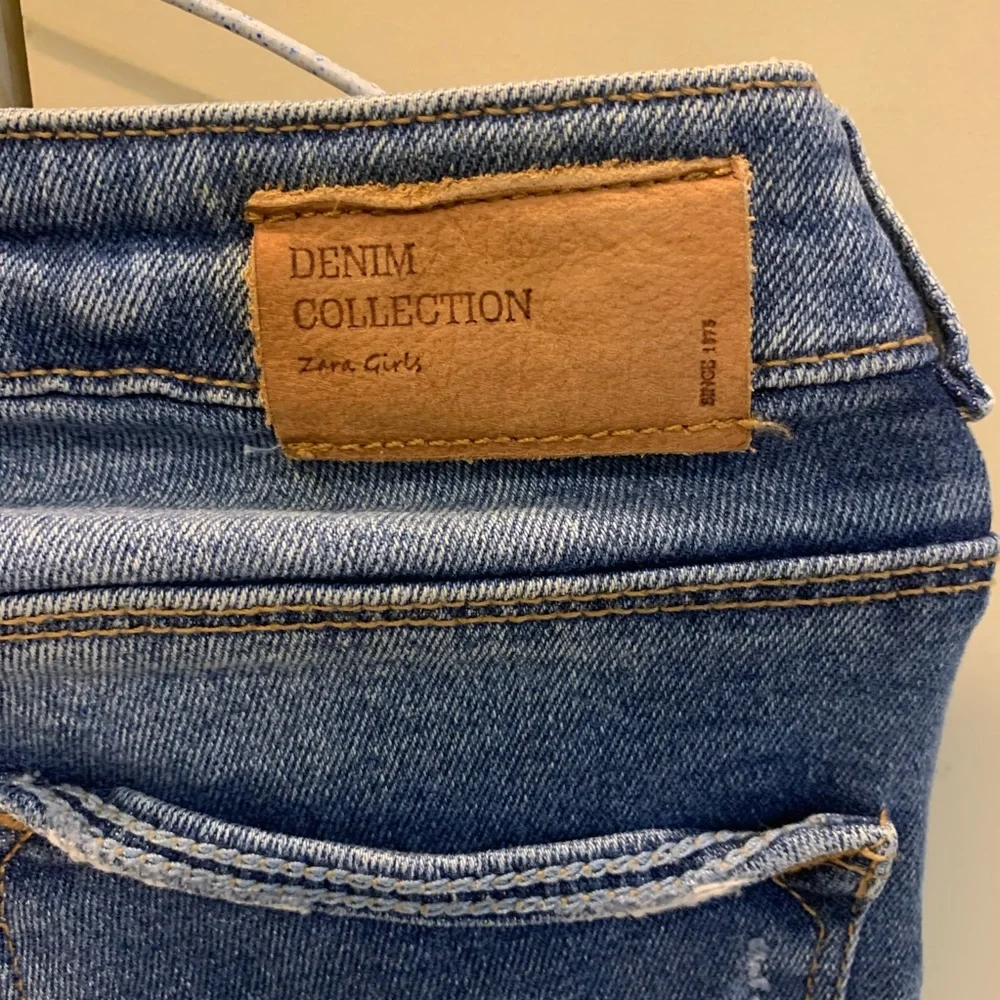 DENIM
COLLECTION
Zara Girls
SINCE 1975